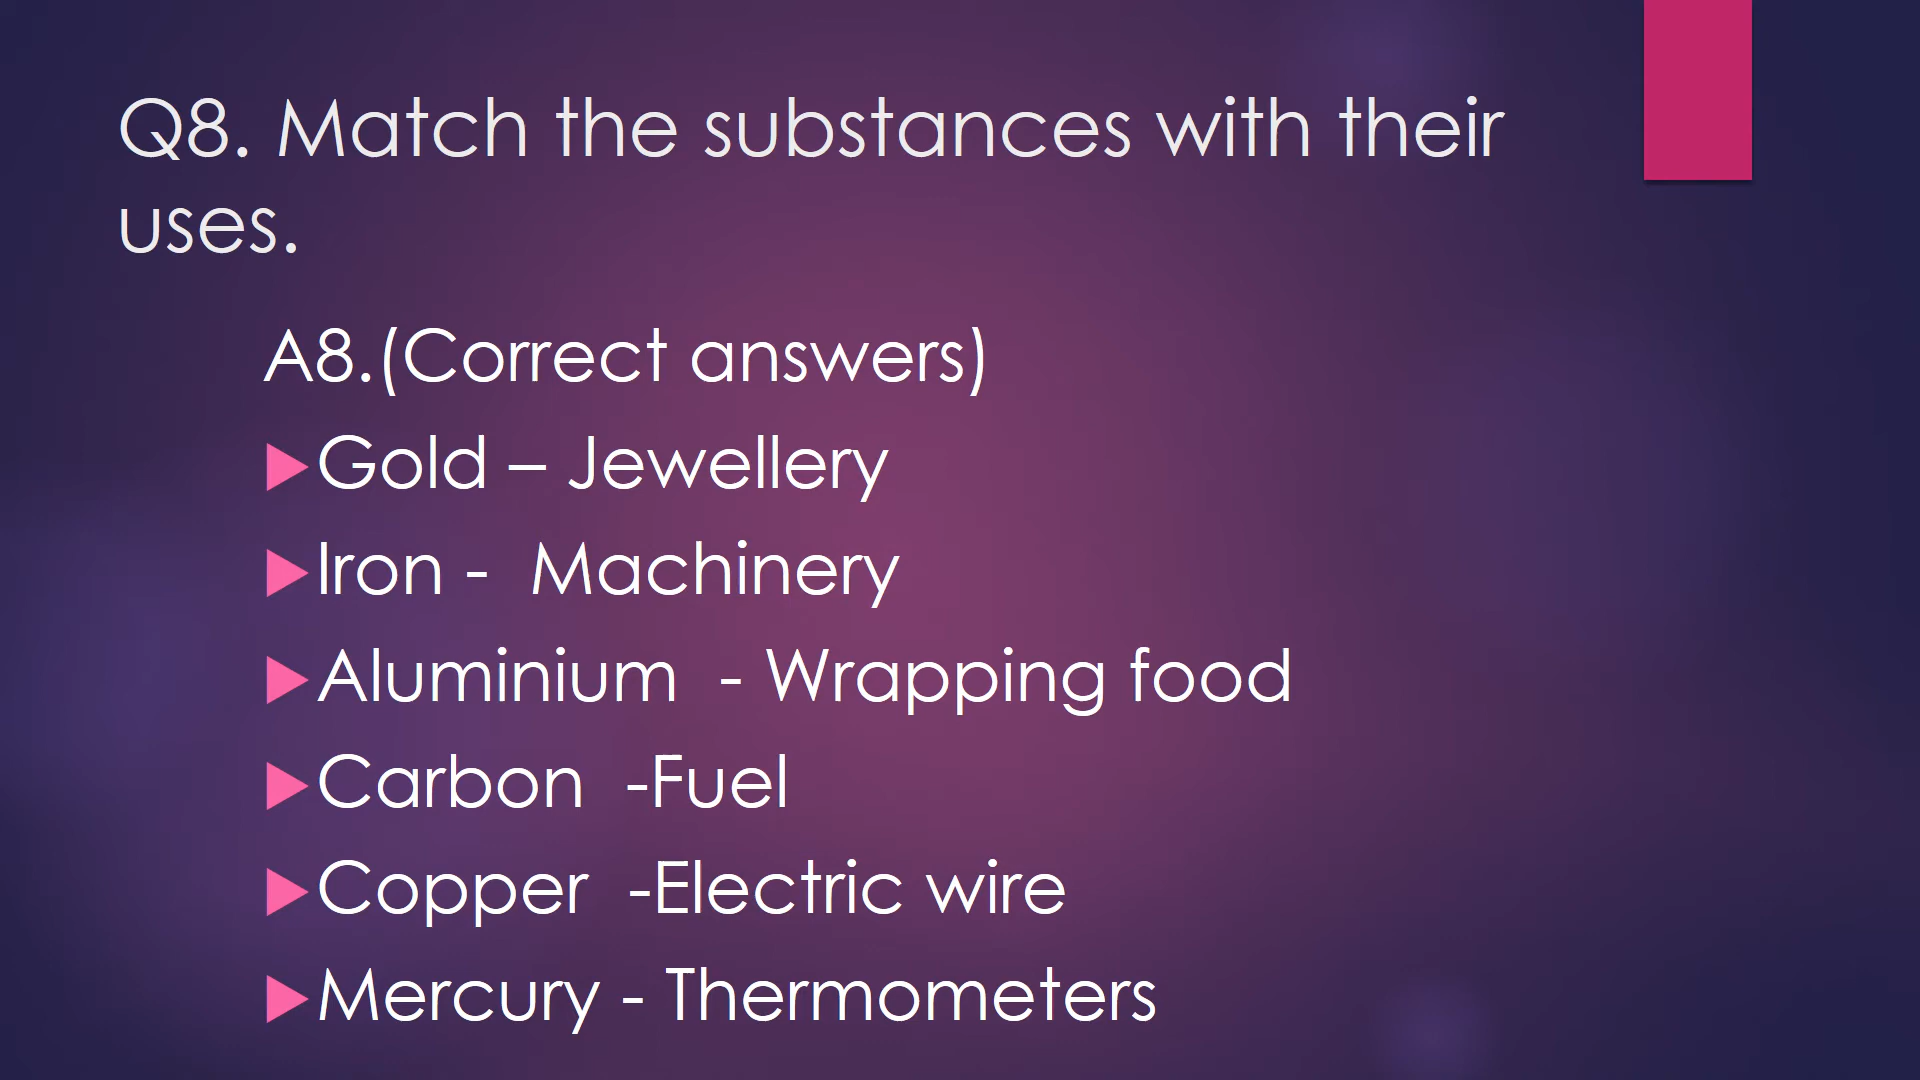 Q8. Match the substances with their
uses.
A8.(Correct answers)
Gold – Jewellery
Iron -  Machinery
Aluminium  - Wrapping food
Carbon  -Fuel
Copper  -Electric wire
Mercury - Thermometers